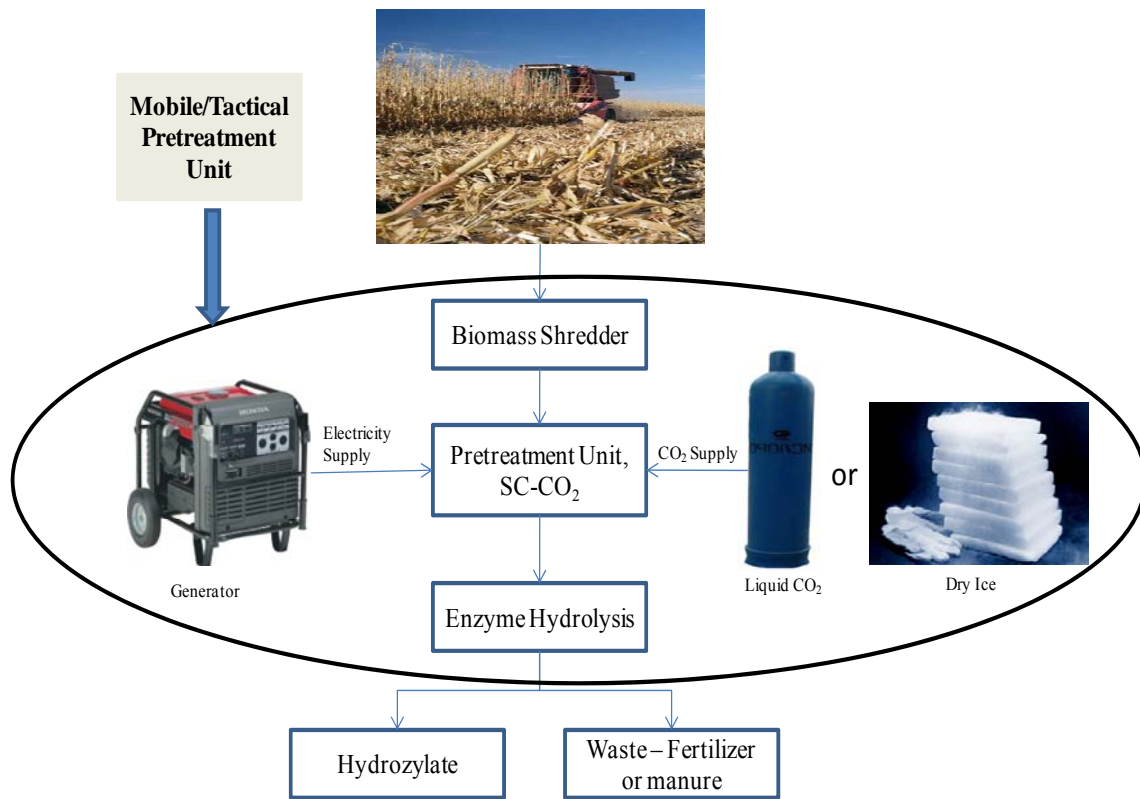 Mobile/Tactical
Pretreatment
Unit
Biomass Shredder
HONDA
Electricity
Supply
Pretreatment Unit,
SC-CO₂
CO₂ Supply
or
Generator
Liquid CO₂
Dry Ice
Enzyme Hydrolysis
Hydrozylate
Waste – Fertilizer
or manure